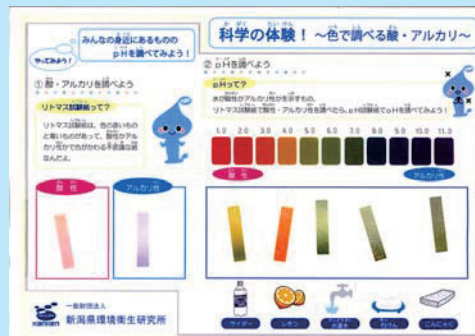 みんなの身近にあるものの
pHを調べてみよう!
やってみよう!
科学の体験! ～色で調べる酸・アルカリ～
① 酸・アルカリを調べよう
リトマス試験紙って?
リトマス試験紙は、色の赤いもの
と青いものがあって、酸性かアル
カリ性かで色がかわる不思議な紙
なんだよ。
酸性
アルカリ性
② pHを調べよう
pHって?
水が酸性かアルカリ性かを示すもの。
リトマス試験紙で酸性・アルカリ性を調べたら、pH試験紙でpHを調べてみよう!
1.0 2.0 3.0 4.0 5.0 6.0 7.0 8.0 9.0 10.0 11.0
酸性
アルカリ性
サイダー
レモン
水道水
石けん
こんにゃく
一般財団法人
新潟県環境衛生研究所